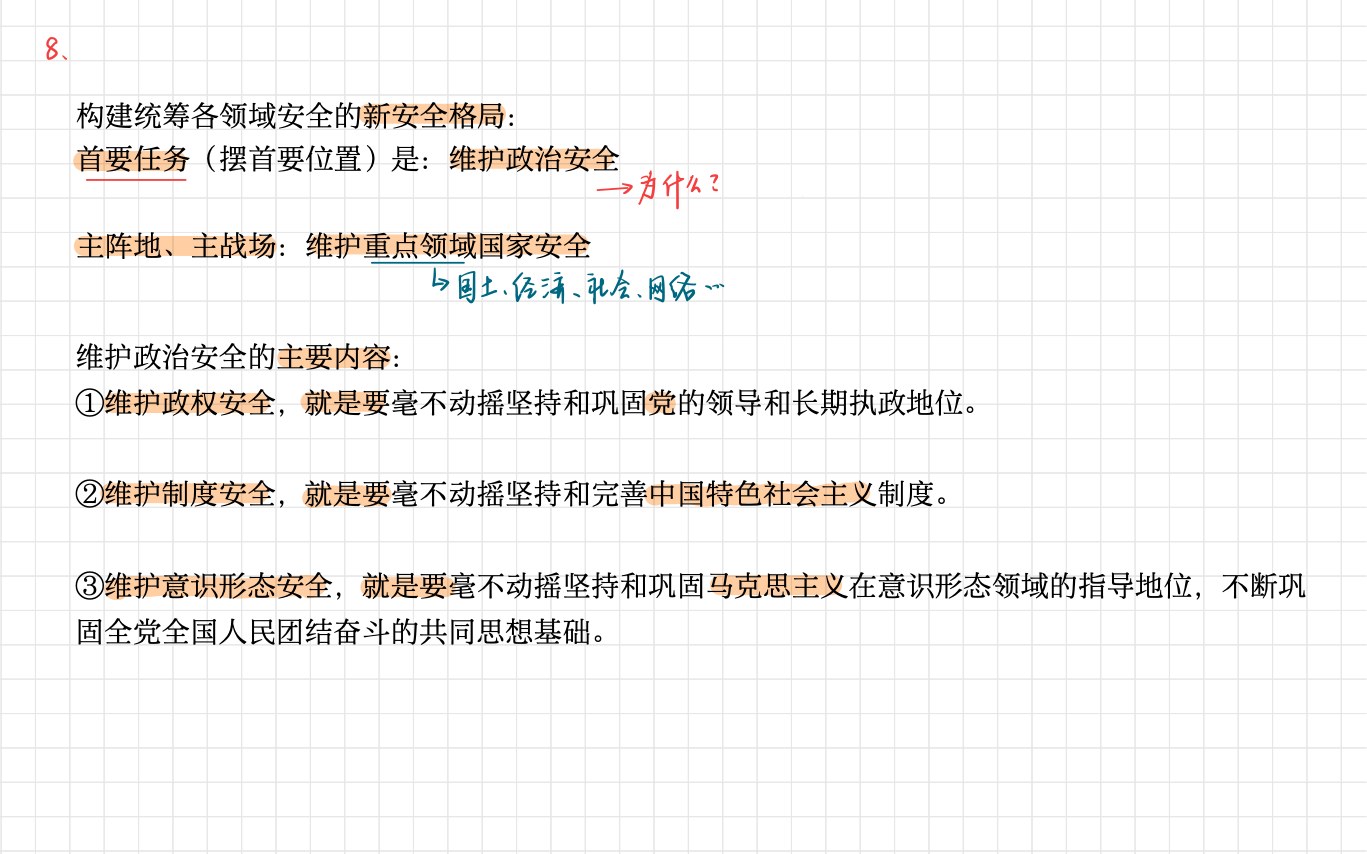 8、
构建统筹各领域安全的新安全格局：
首要任务（摆首要位置）是：维护政治安全
→为什么？
主阵地、主战场：维护重点领域国家安全
↳国土、经济、社会、网络…
维护政治安全的主要内容：
①维护政权安全，就是要毫不动摇坚持和巩固党的领导和长期执政地位。
②维护制度安全，就是要毫不动摇坚持和完善中国特色社会主义制度。
③维护意识形态安全，就是要毫不动摇坚持和巩固马克思主义在意识形态领域的指导地位，不断巩
固全党全国人民团结奋斗的共同思想基础。